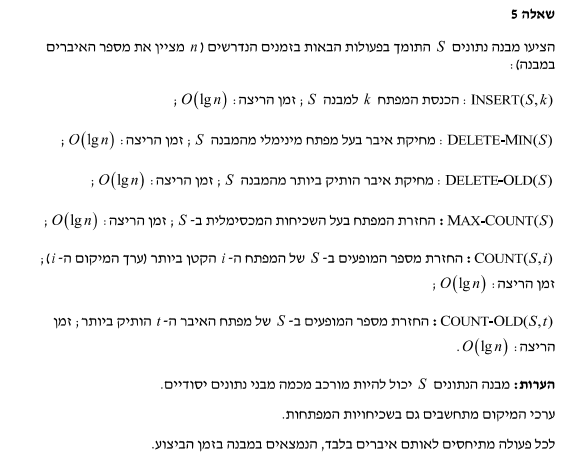 שאלה 5
הציעו מבנה נתונים S התומך בפעולות הבאות בזמנים הנדרשים (n מציין את מספר האיברים
במבנה):
INSERT(S,k) : הכנסת המפתח k למבנה S ; זמן הריצה: O(lg n) ;
DELETE-MIN(S) : מחיקת איבר בעל מפתח מינימלי מהמבנה S ; זמן הריצה: O(lg n) ;
DELETE-OLD(S) : מחיקת איבר הותיק ביותר מהמבנה S ; זמן הריצה: O(lg n) ;
MAX-COUNT(S) : החזרת המפתח בעל השכיחות המכסימלית ב- S ; זמן הריצה: O(lg n) ;
COUNT(S,i) : החזרת מספר המופעים ב- S של המפתח ה- i הקטן ביותר (ערך המיקום ה- i);
זמן הריצה: O(lg n) ;
COUNT-OLD(S,t) : החזרת מספר המופעים ב- S של מפתח האיבר ה- t הותיק ביותר ; זמן
הריצה: O(lg n) .
הערות: מבנה הנתונים S יכול להיות מורכב מכמה מבני נתונים יסודיים.
ערכי המיקום מתחשבים גם בשכיחויות המפתחות.
לכל פעולה מתיחסים לאותם איברים בלבד, הנמצאים במבנה בזמן הביצוע.